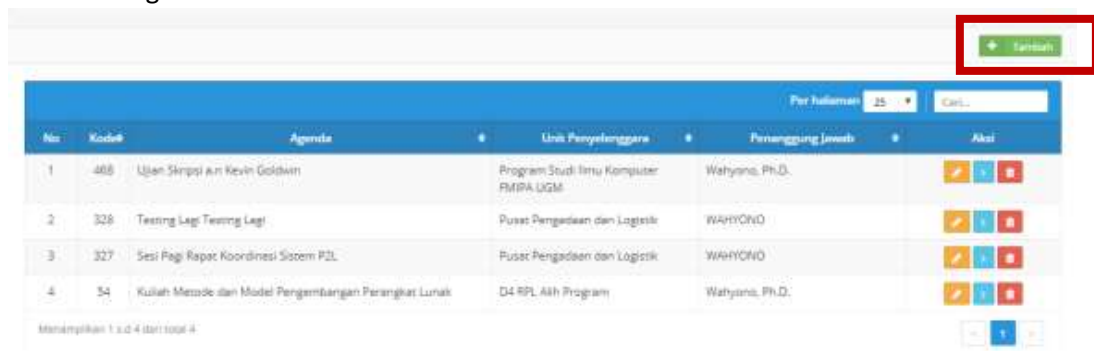 + Tambah
Per halaman 25 Cari...
No Kode Agenda Unit Penyelenggara Penanggung Jawab Aksi
1 468 Ujian Skripsi a.n Kevin Goldwin Program Studi Ilmu Komputer FMIPA UGM Wahyono, Ph.D.
2 328 Testing Lagi Testing Lagi Pusat Pengadaan dan Logistik WAHYONO
3 327 Sesi Pagi Rapat Koordinasi Sistem P2L Pusat Pengadaan dan Logistik WAHYONO
4 54 Kuliah Metode dan Model Pengembangan Perangkat Lunak D4 RPL Alih Program Wahyono, Ph.D.
Menampilkan 1 s.d 4 dari total 4
1